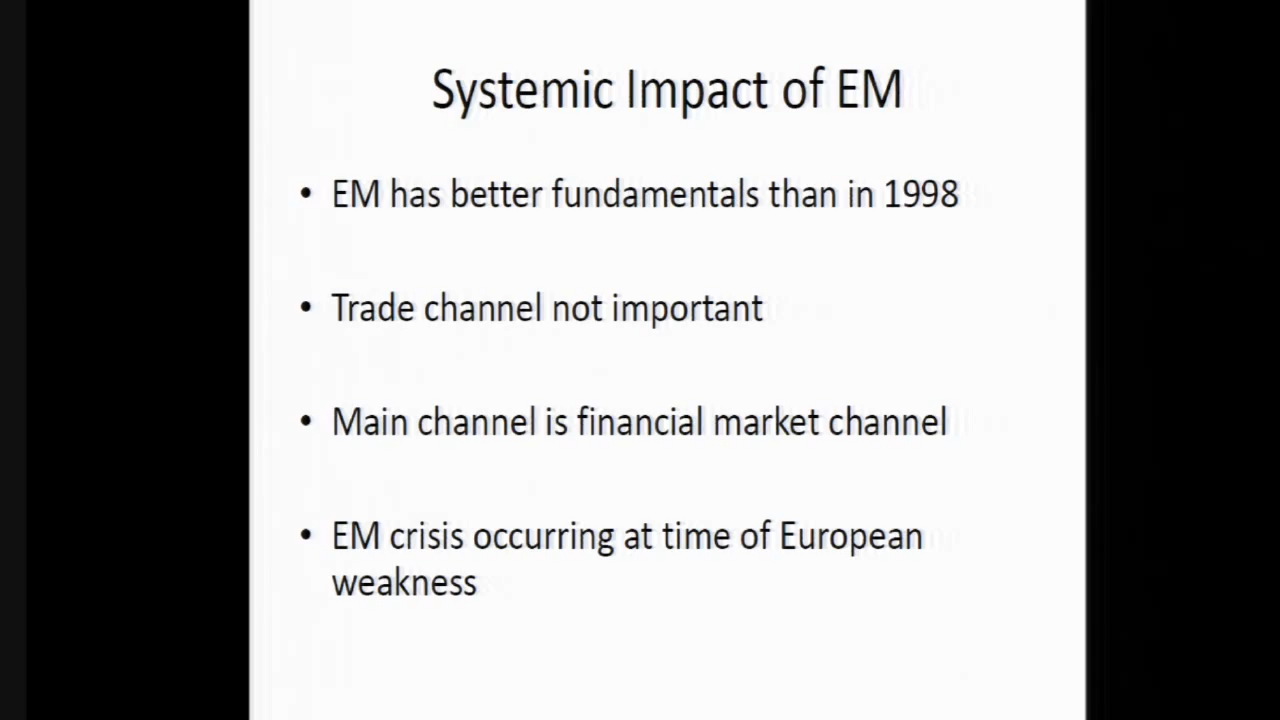 Systemic Impact of EM
• EM has better fundamentals than in 1998
• Trade channel not important
• Main channel is financial market channel
• EM crisis occurring at time of European
weakness